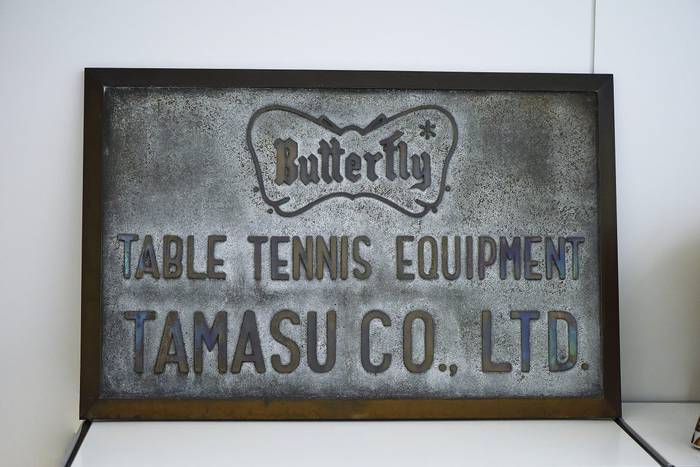 Butterfly*
TABLE TENNIS EQUIPMENT
TAMASU CO., LTD.